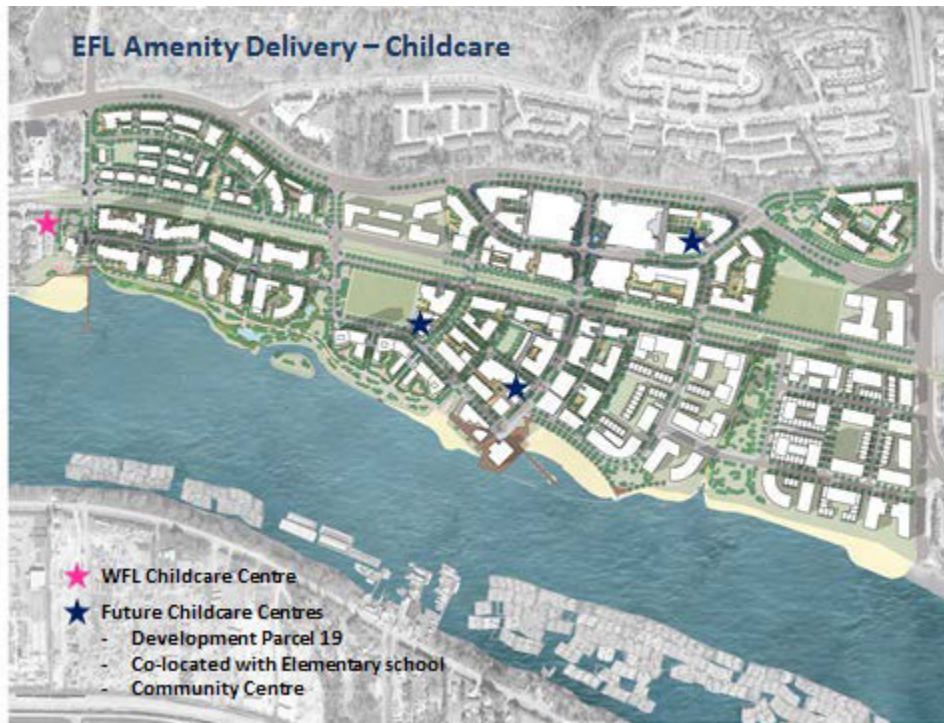 EFL Amenity Delivery – Childcare
WFL Childcare Centre
Future Childcare Centres
- Development Parcel 19
- Co-located with Elementary school
- Community Centre